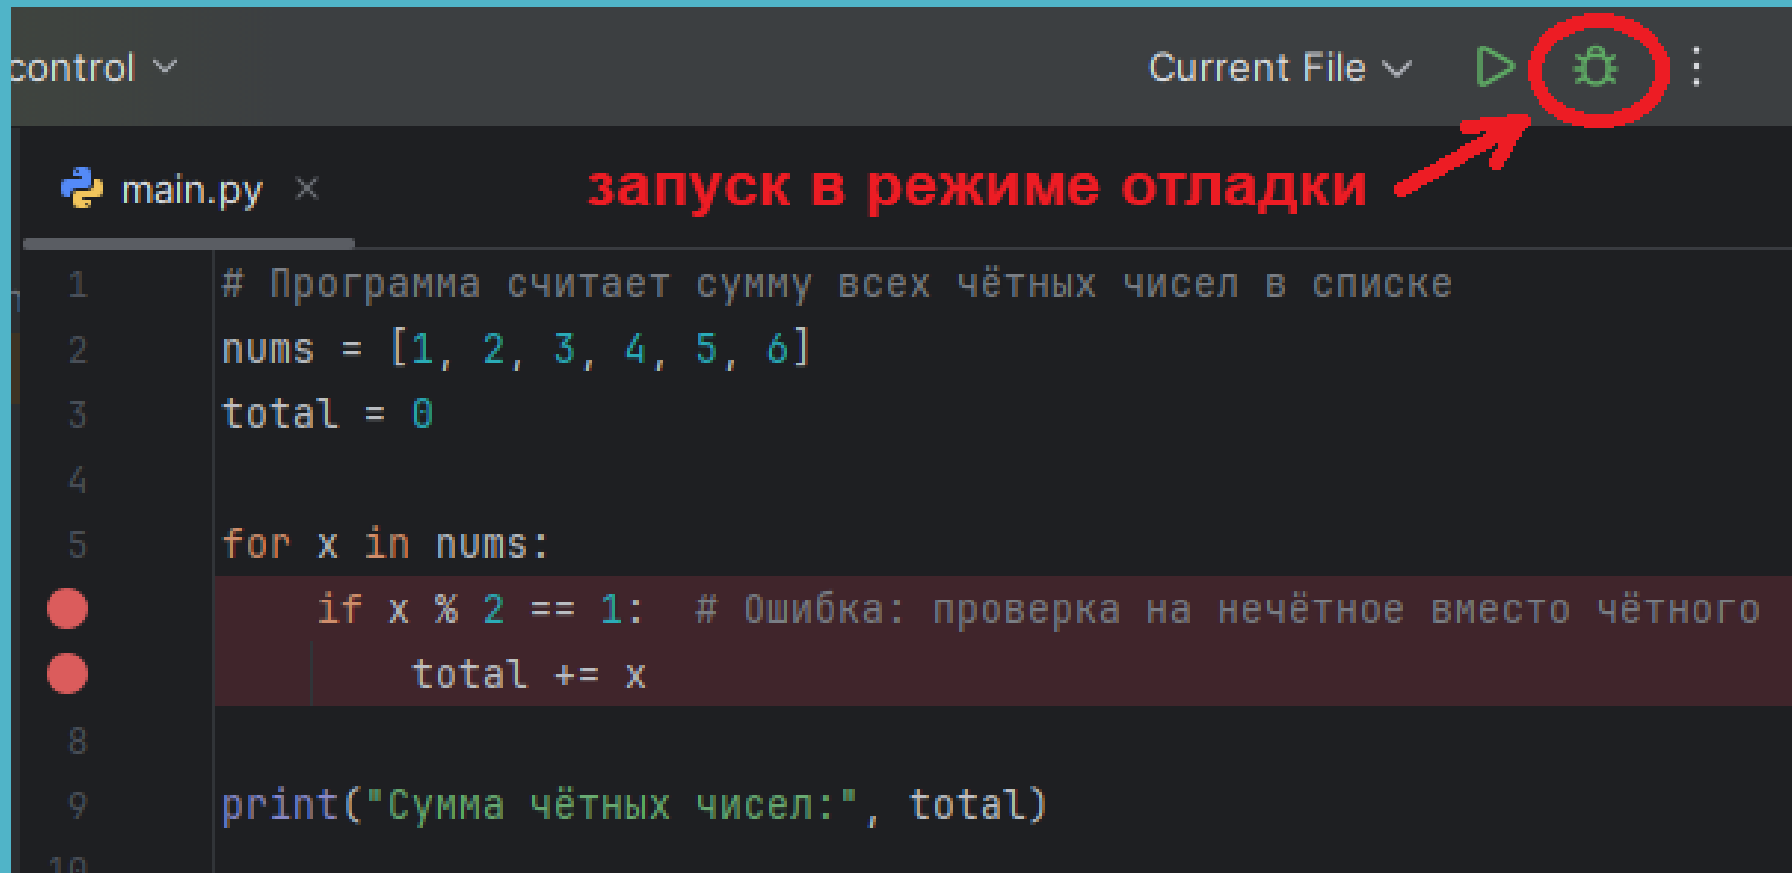 control
Current File
main.py
запуск в режиме отладки
1 # Программа считает сумму всех чётных чисел в списке
2 nums = [1, 2, 3, 4, 5, 6]
3 total = 0
4
5 for x in nums:
if x % 2 == 1:  # Ошибка: проверка на нечётное вместо чётного
total += x
8
9 print("Сумма чётных чисел:", total)
10